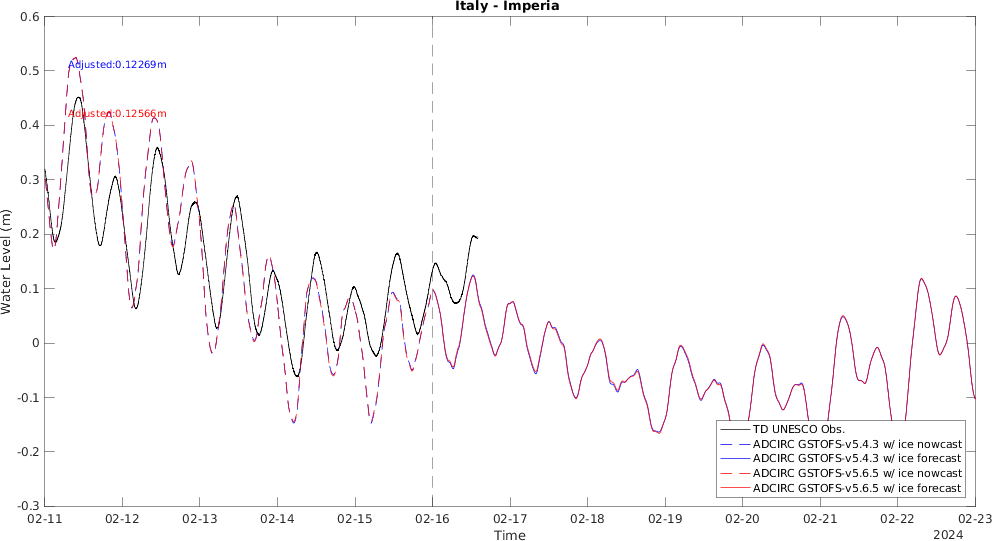 Italy - Imperia
0.6
0.5
0.4
0.3
0.2
0.1
0
-0.1
-0.2
-0.3
Water Level (m)
Adjusted:0.12269m
Adjusted:0.12566m
TD UNESCO Obs.
ADCIRC GSTOFS-v5.4.3 w/ ice nowcast
ADCIRC GSTOFS-v5.4.3 w/ ice forecast
ADCIRC GSTOFS-v5.6.5 w/ ice nowcast
ADCIRC GSTOFS-v5.6.5 w/ ice forecast
02-11 02-12 02-13 02-14 02-15 02-16 02-17 02-18 02-19 02-20 02-21 02-22 02-23
Time
2024